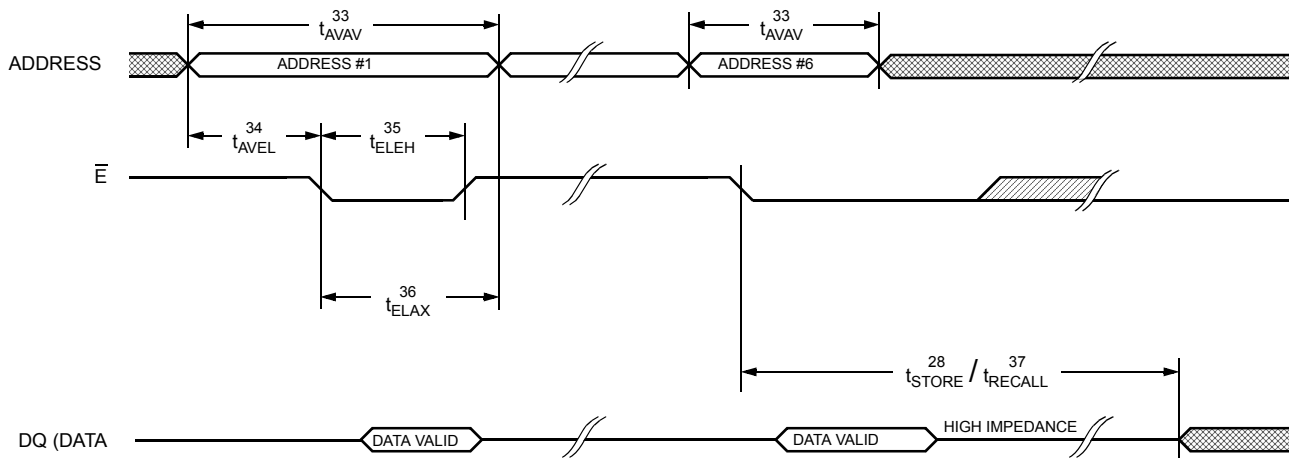 33
tAVAV
33
tAVAV
ADDRESS
ADDRESS #1
ADDRESS #6
34
tAVEL
35
tELEH
E
36
tELAX
28 37
tSTORE / tRECALL
DQ (DATA
DATA VALID
DATA VALID
HIGH IMPEDANCE